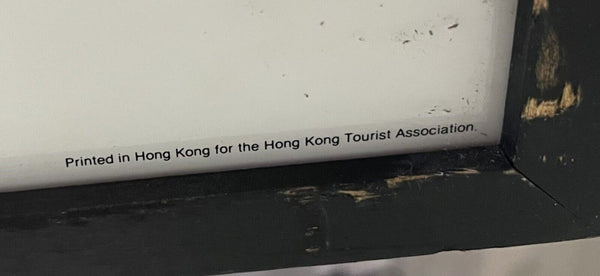 Printed in Hong Kong for the Hong Kong Tourist Association.